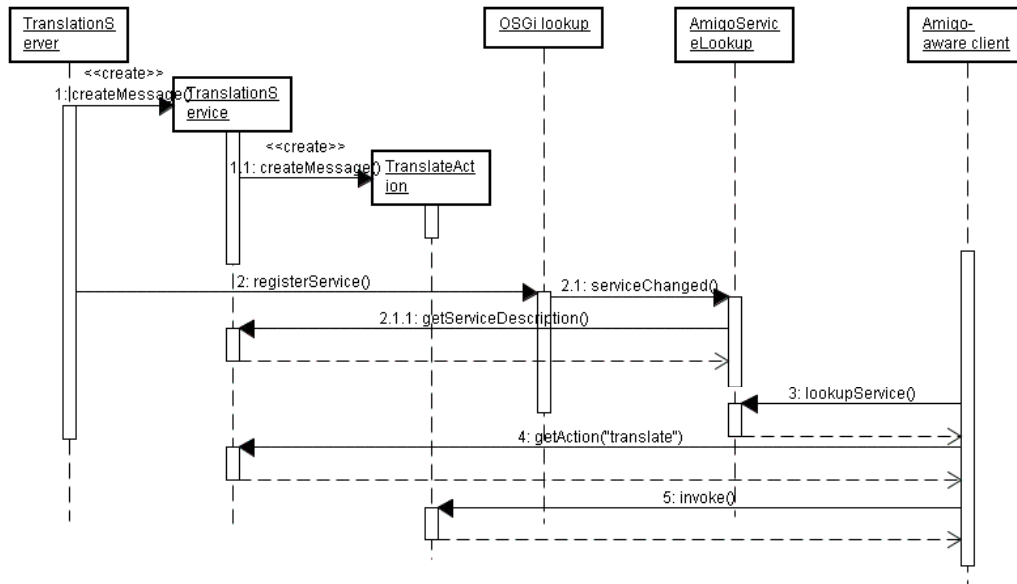 TranslationS
erver
OSGi lookup
AmigoServic
eLookup
Amigo-
aware client
<<create>>
1: createMessage()
TranslationS
ervice
<<create>>
1.1: createMessage()
TranslateAct
ion
2: registerService()
2.1: serviceChanged()
2.1.1: getServiceDescription()
3: lookupService()
4: getAction("translate")
5: invoke()